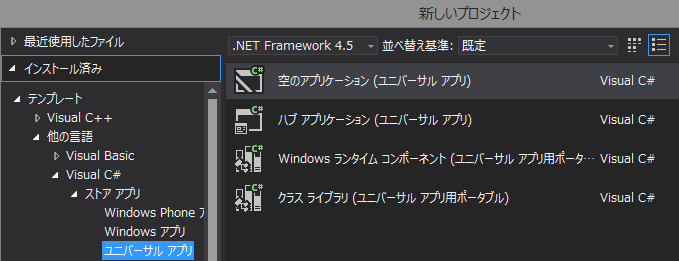 新しいプロジェクト
最近使用したファイル
.NET Framework 4.5 並べ替え基準: 既定
インストール済み
テンプレート
Visual C++
他の言語
Visual Basic
Visual C#
ストア アプリ
Windows Phone ア
Windows アプリ
ユニバーサル アプリ
C# 空のアプリケーション (ユニバーサル アプリ) Visual C#
C# ハブ アプリケーション (ユニバーサル アプリ) Visual C#
C# Windows ランタイム コンポーネント (ユニバーサル アプリ用ポータ… Visual C#
C# クラス ライブラリ (ユニバーサル アプリ用ポータブル) Visual C#